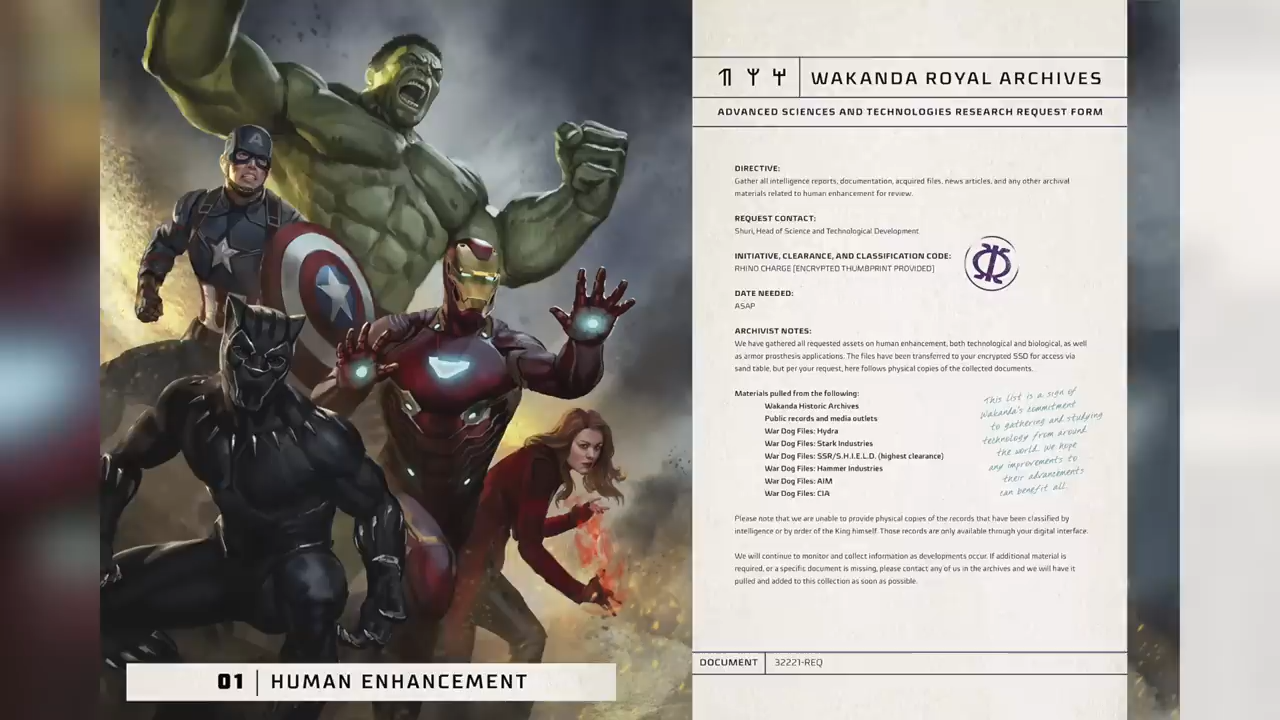 A
01 HUMAN ENHANCEMENT
WAKANDA ROYAL ARCHIVES
ADVANCED SCIENCES AND TECHNOLOGIES RESEARCH REQUEST FORM
DIRECTIVE:
Gather all intelligence reports, documentation, acquired files, news articles, and any other archival
materials related to human enhancement for review.
REQUEST CONTACT:
Shuri, Head of Science and Technological Development
INITIATIVE, CLEARANCE, AND CLASSIFICATION CODE:
RHINO CHARGE [ENCRYPTED THUMBPRINT PROVIDED]
DATE NEEDED:
ASAP
ARCHIVIST NOTES:
We have gathered all requested assets on human enhancement, both technological and biological, as well
as armor prosthesis applications. The files have been transferred to your encrypted SSD for access via
sand table, but per your request, here follows physical copies of the collected documents.
Materials pulled from the following:
Wakanda Historic Archives
Public records and media outlets
War Dog Files: Hydra
War Dog Files: Stark Industries
War Dog Files: SSR/S.H.I.E.L.D. (highest clearance)
War Dog Files: Hammer Industries
War Dog Files: AIM
War Dog Files: CIA
This list is a sign of
Wakanda's commitment
to gathering and studying
technology from around
the world. We hope
any improvements to
their advancements
can benefit all.
Please note that we are unable to provide physical copies of the records that have been classified by
intelligence or by order of the King himself. Those records are only available through your digital interface.
We will continue to monitor and collect information as developments occur. If additional material is
required, or a specific document is missing, please contact any of us in the archives and we will have it
pulled and added to this collection as soon as possible.
DOCUMENT 32221-REQ